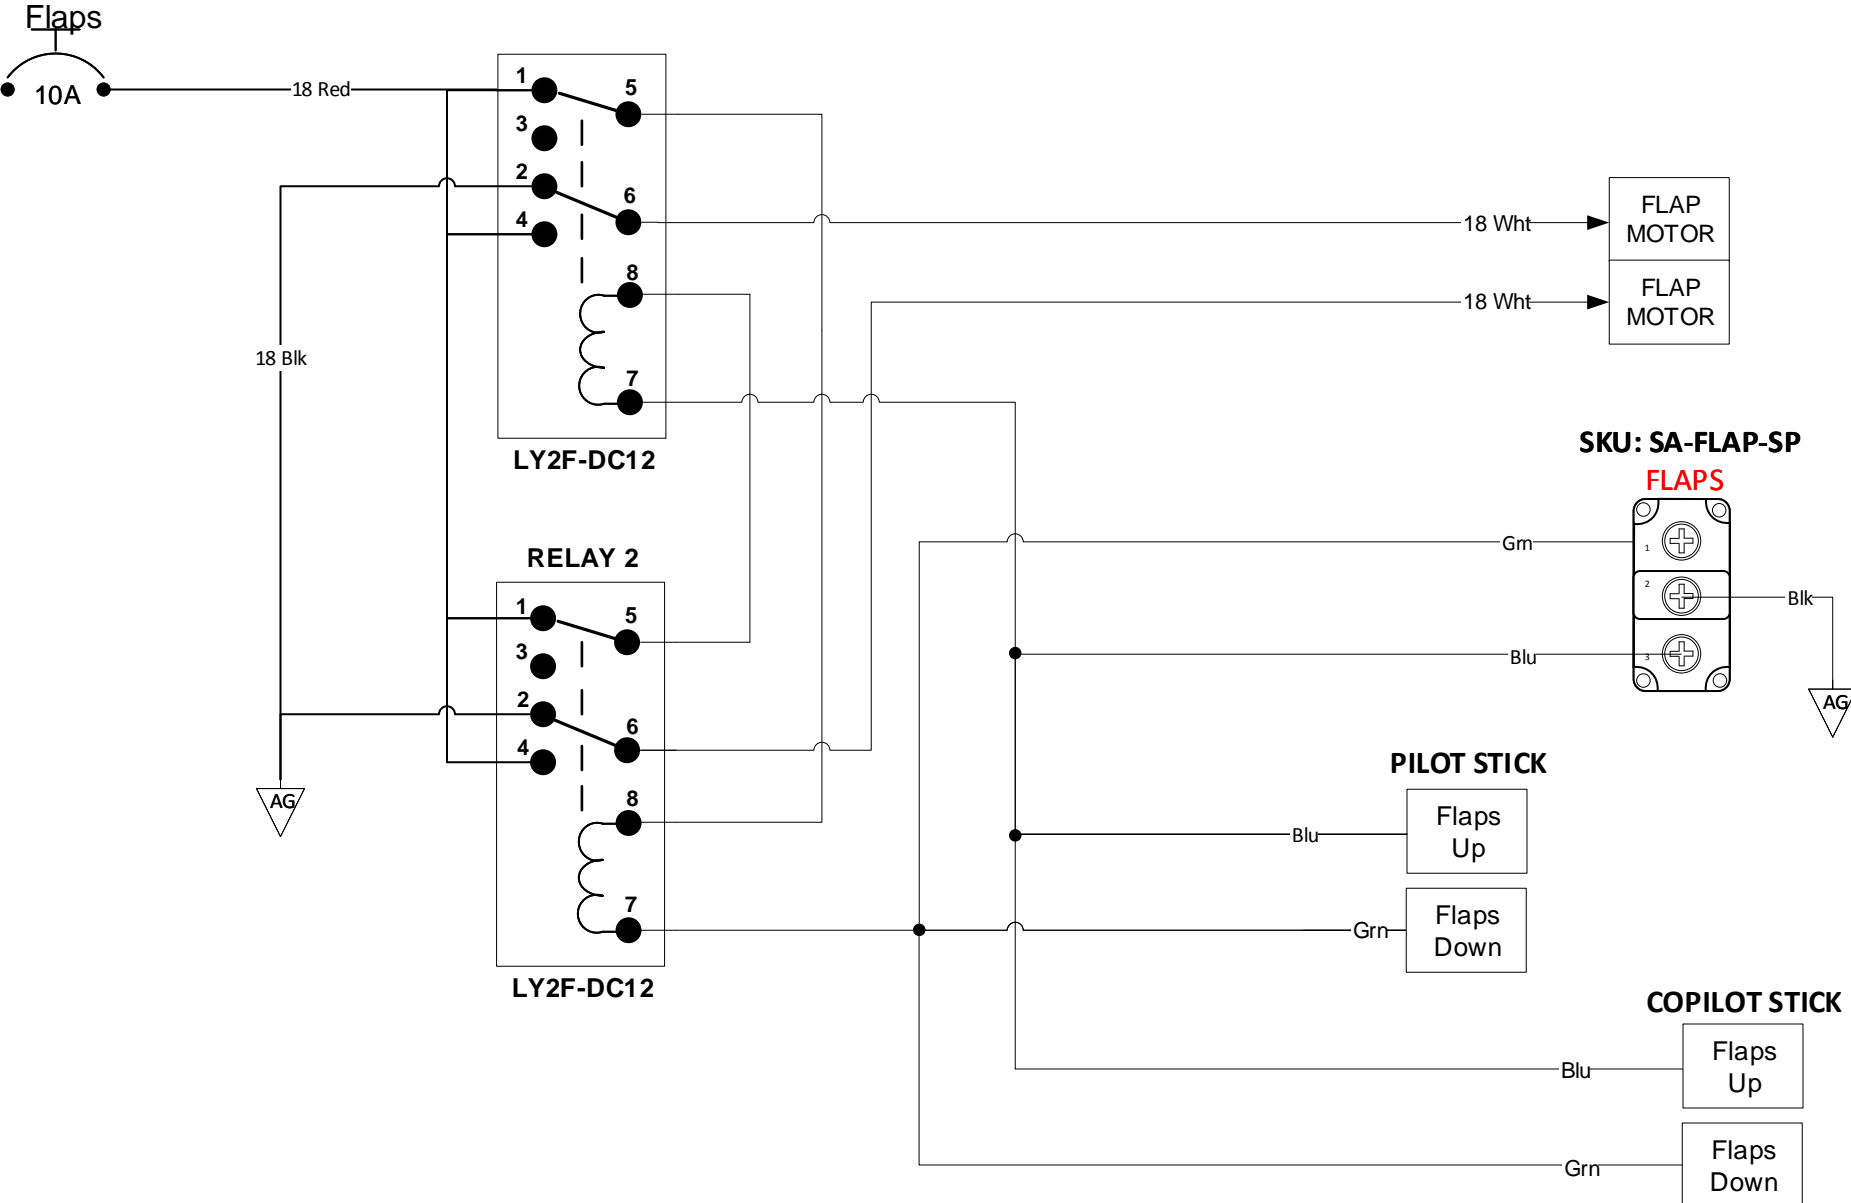 Flaps
10A
18 Red
1
5
3
2
6
4
8
7
LY2F-DC12
18 Blk
AG
18 Wht
FLAP
MOTOR
18 Wht
FLAP
MOTOR
SKU: SA-FLAP-SP
FLAPS
1
2
3
Grn
Blk
Blu
AG
RELAY 2
1
5
3
2
6
4
8
7
LY2F-DC12
PILOT STICK
Blu
Flaps
Up
Grn
Flaps
Down
COPILOT STICK
Blu
Flaps
Up
Grn
Flaps
Down